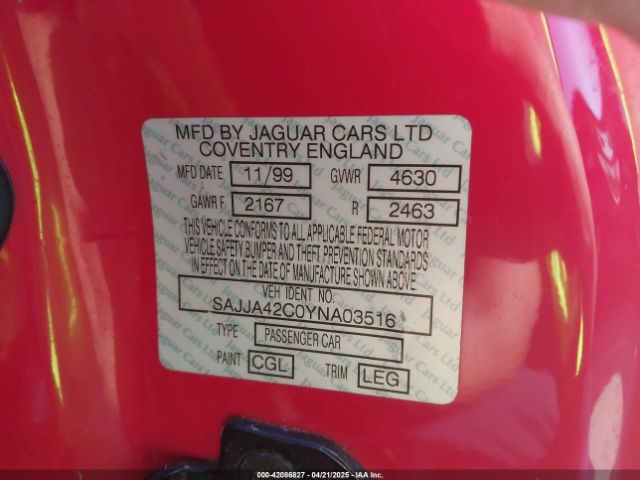 MFD BY JAGUAR CARS LTD
COVENTRY ENGLAND
MFD DATE 11/99 GVWR 4630
GAWR F. 2167 R 2463
THIS VEHICLE CONFORMS TO ALL APPLICABLE FEDERAL MOTOR
VEHICLE SAFETY, BUMPER AND THEFT PREVENTION STANDARDS
IN EFFECT ON THE DATE OF MANUFACTURE SHOWN ABOVE
VEH IDENT NO.
SAJJA42C0YNA03516
TYPE PASSENGER CAR
PAINT CGL TRIM LEG
000-42086827 - 04/21/2025 - IAA Inc.